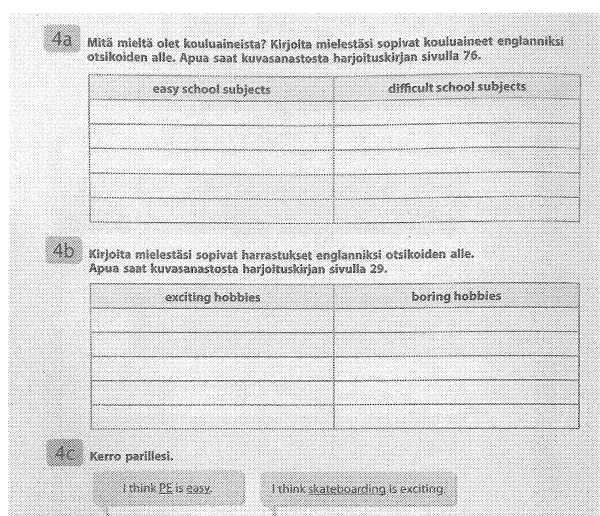 4a Mitä mieltä olet kouluaineista? Kirjoita mielestäsi sopivat kouluaineet englanniksi
otsikoiden alle. Apua saat kuvasanastosta harjoituskirjan sivulla 76.
easy school subjects difficult school subjects
4b Kirjoita mielestäsi sopivat harrastukset englanniksi otsikoiden alle.
Apua saat kuvasanastosta harjoituskirjan sivulla 29.
exciting hobbies boring hobbies
4c Kerro parillesi.
I think PE is easy. I think skateboarding is exciting.